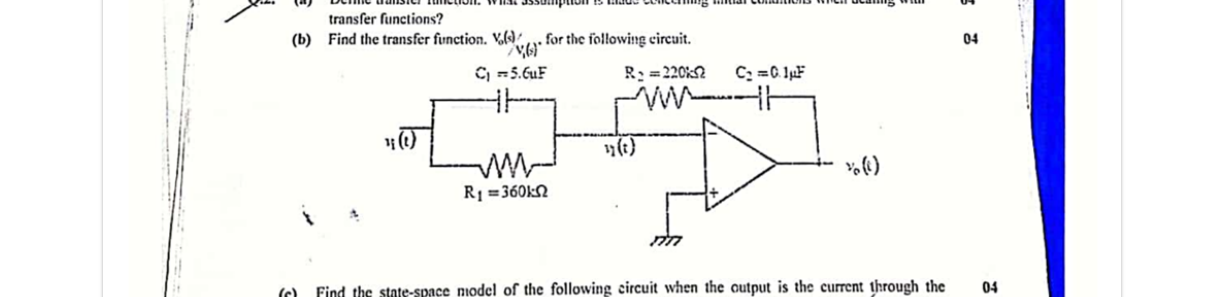 transfer functions?
(b) Find the transfer function. V₀(s)/Vᵢ(s), for the following circuit. 04
C₁ = 5.6uF R₂ = 220kΩ C₂ = 0.1μF
vᵢ(t) v₁(t) v₀(t)
R₁ = 360kΩ
(c) Find the state-space model of the following circuit when the output is the current through the 04